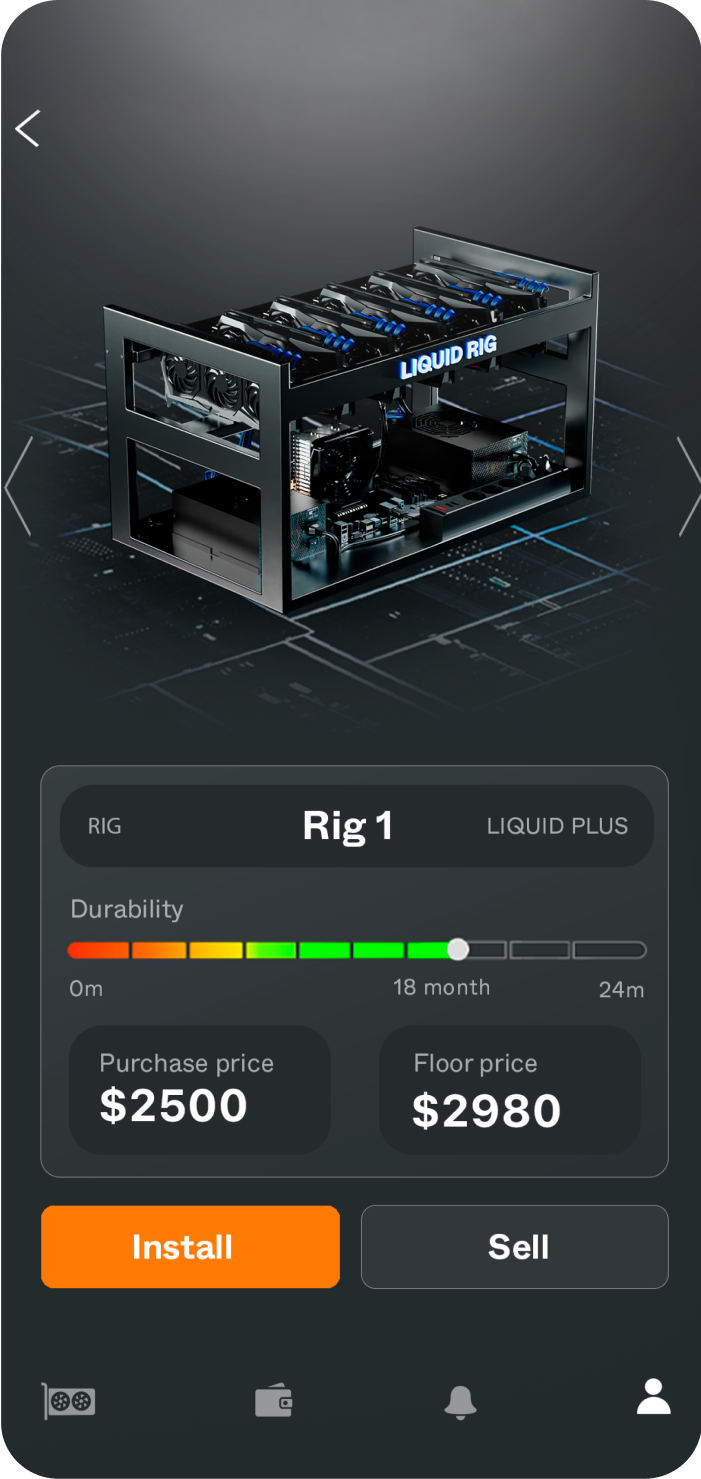 LIQUID RIG
RIG Rig 1 LIQUID PLUS
Durability
0m 18 month 24m
Purchase price Floor price
$2500 $2980
Install Sell